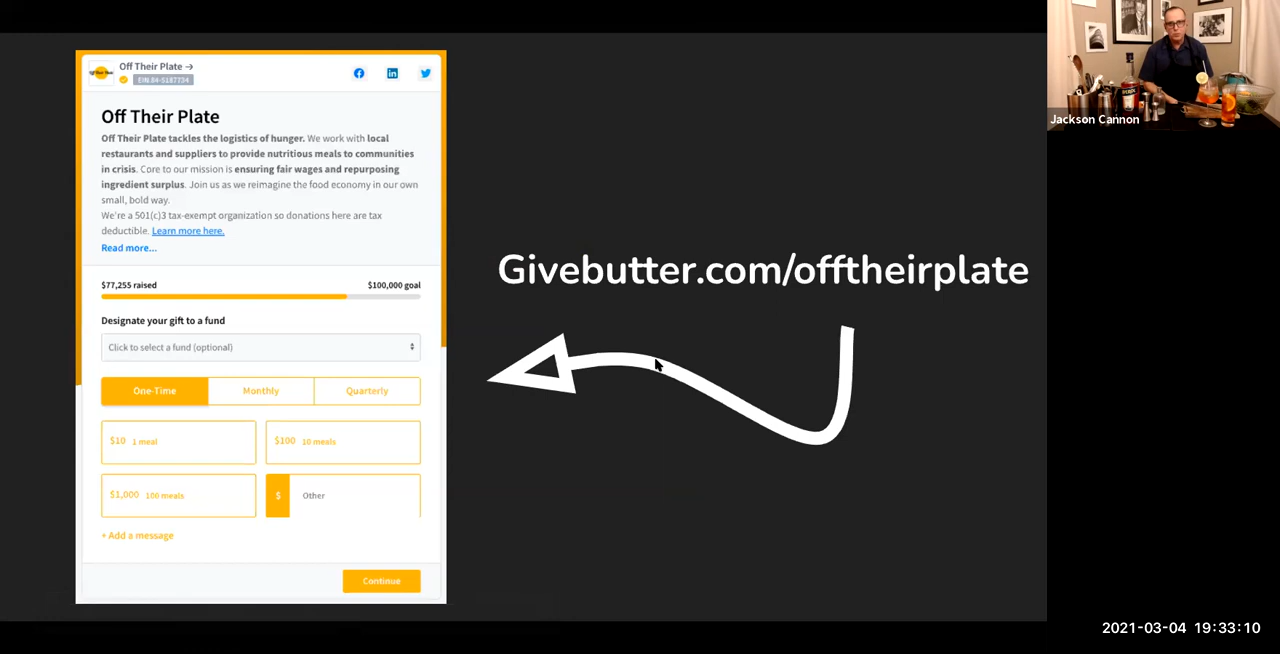 Off Their Plate →
EIN 84-5187734
Off Their Plate
Off Their Plate tackles the logistics of hunger. We work with local
restaurants and suppliers to provide nutritious meals to communities
in crisis. Core to our mission is ensuring fair wages and repurposing
ingredient surplus. Join us as we reimagine the food economy in our own
small, bold way.
We're a 501(c)3 tax-exempt organization so donations here are tax
deductible. Learn more here.
Read more...
$77,255 raised $100,000 goal
Designate your gift to a fund
Click to select a fund (optional)
One-Time Monthly Quarterly
$10 1 meal $100 10 meals
$1,000 100 meals $ Other
+ Add a message
Continue
Givebutter.com/offtheirplate
Jackson Cannon
2021-03-04 19:33:10